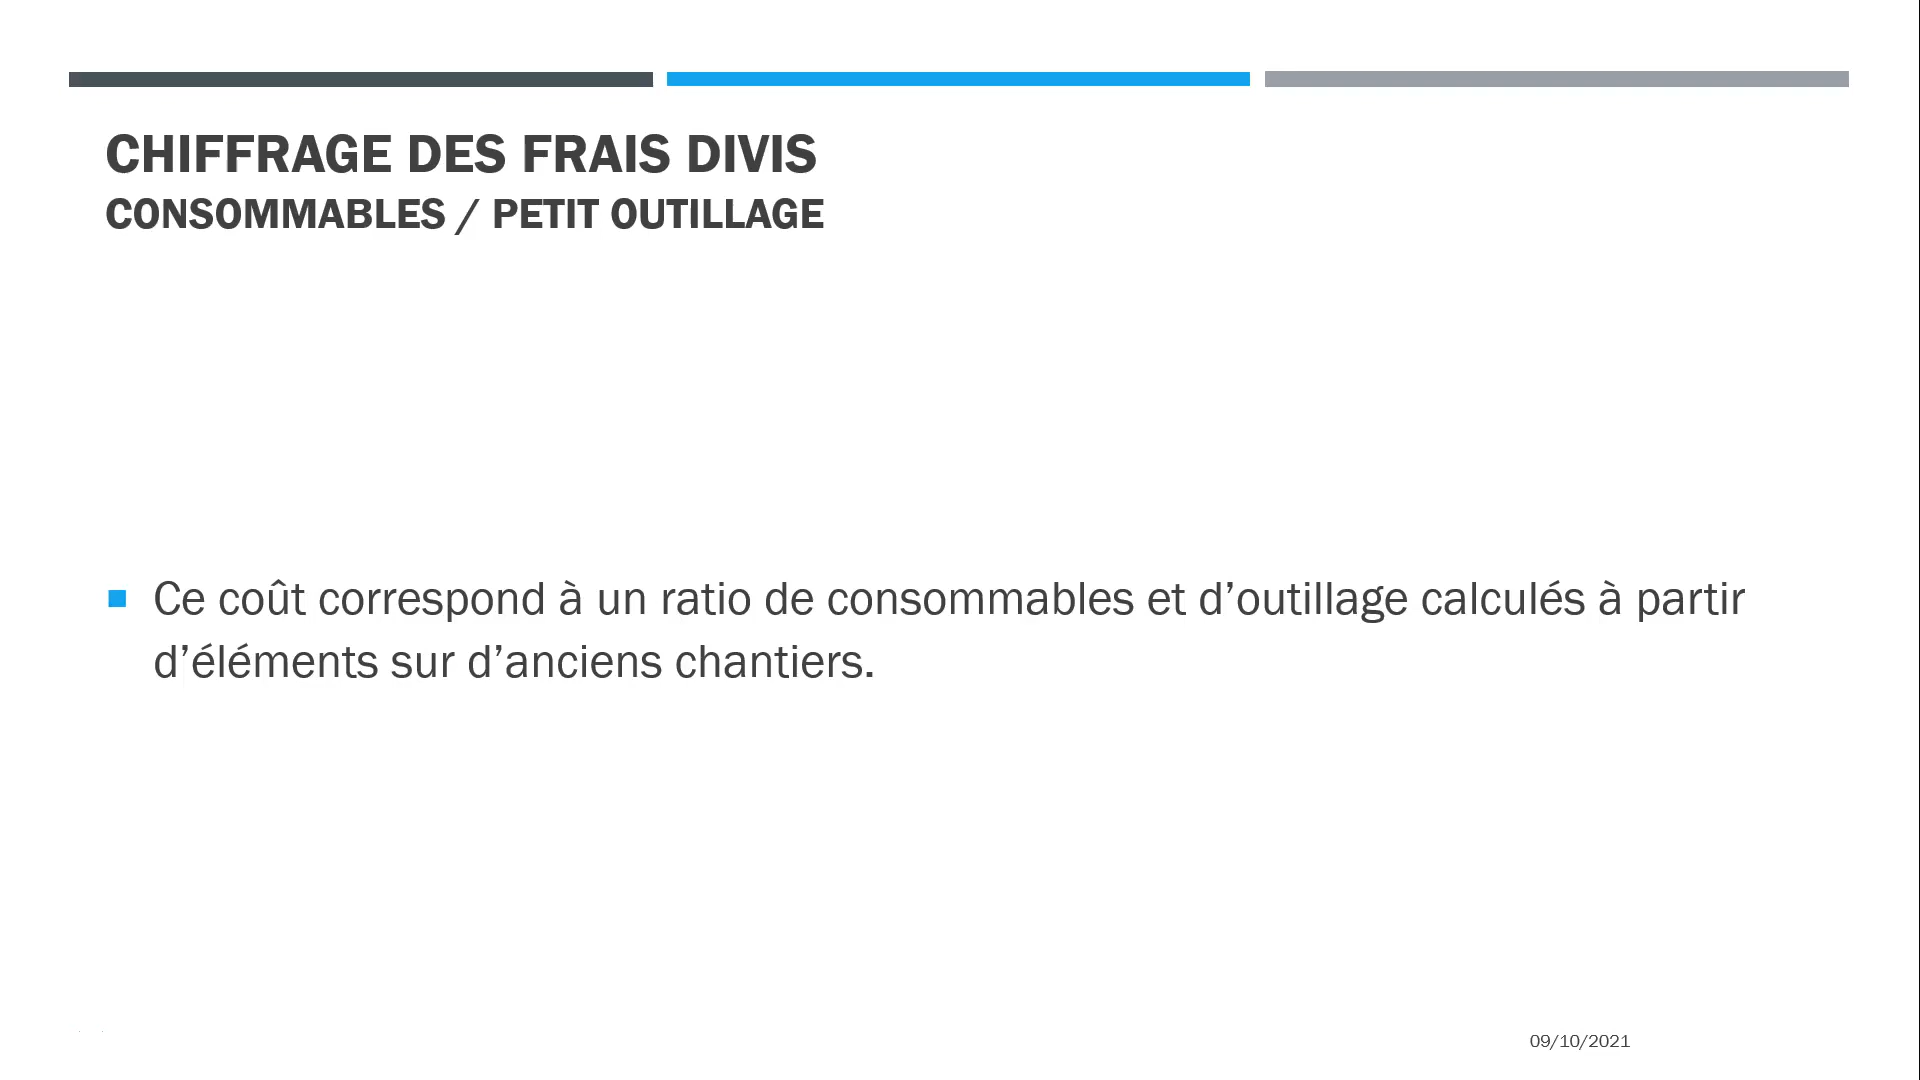 CHIFFRAGE DES FRAIS DIVIS
CONSOMMABLES / PETIT OUTILLAGE
Ce coût correspond à un ratio de consommables et d’outillage calculés à partir
d’éléments sur d’anciens chantiers.
09/10/2021